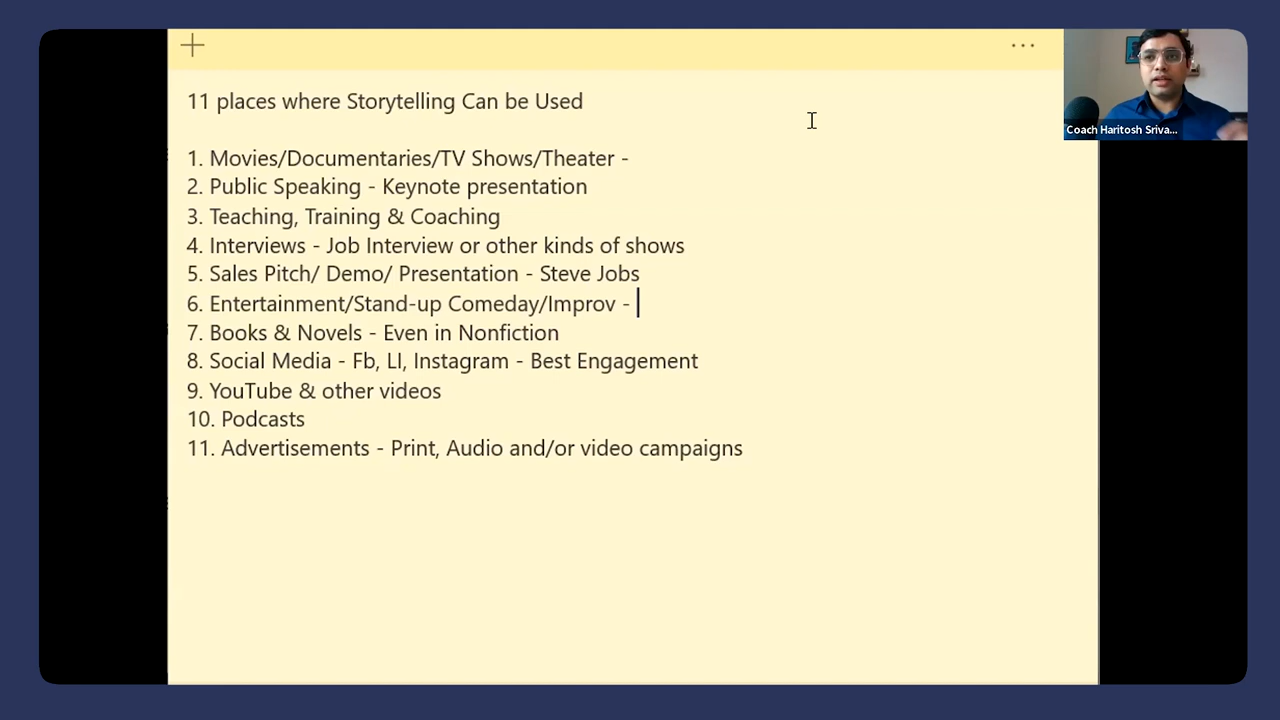 11 places where Storytelling Can be Used
1. Movies/Documentaries/TV Shows/Theater -
2. Public Speaking - Keynote presentation
3. Teaching, Training & Coaching
4. Interviews - Job Interview or other kinds of shows
5. Sales Pitch/ Demo/ Presentation - Steve Jobs
6. Entertainment/Stand-up Comeday/Improv -
7. Books & Novels - Even in Nonfiction
8. Social Media - Fb, LI, Instagram - Best Engagement
9. YouTube & other videos
10. Podcasts
11. Advertisements - Print, Audio and/or video campaigns
Coach Haritosh Sriva...